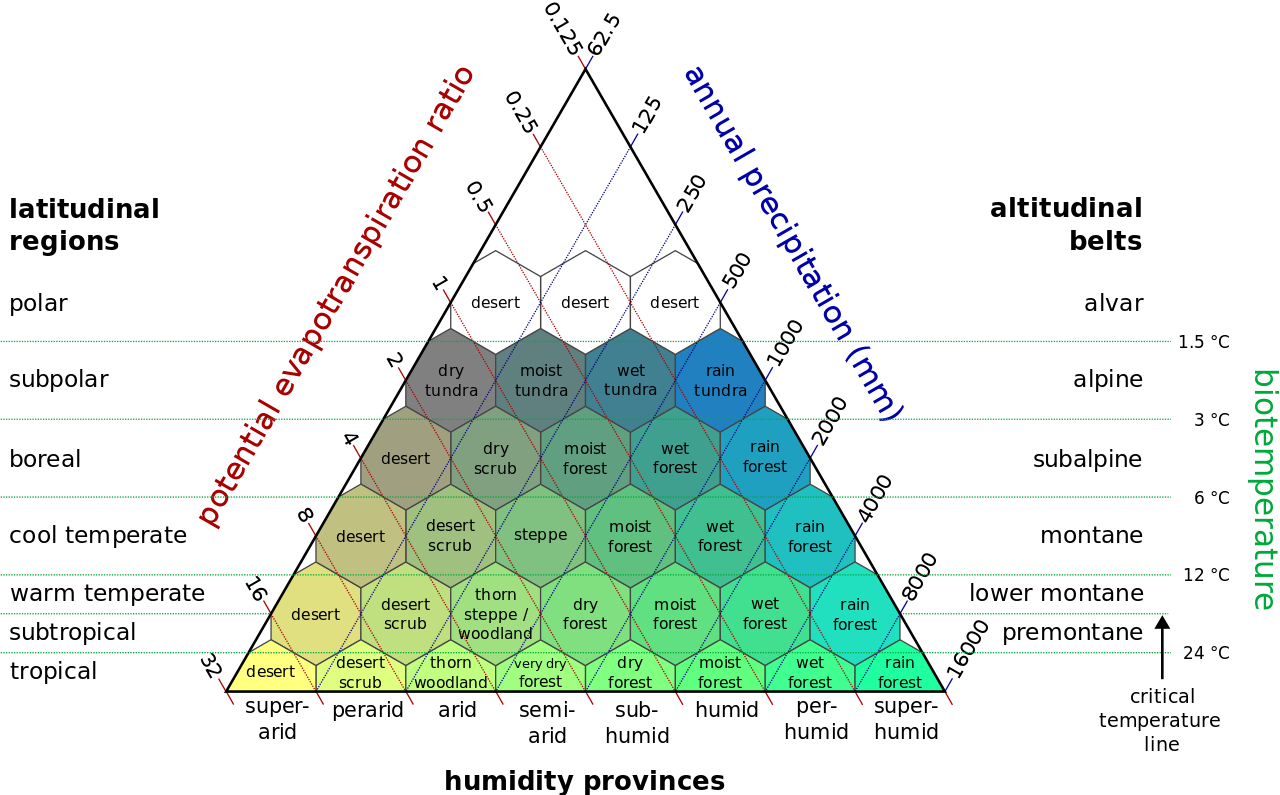 0.125
62.5
0.25
125
0.5
250
1
500
2
1000
4
2000
8
4000
16
8000
32
16000
potential evapotranspiration ratio
annual precipitation (mm)
latitudinal
regions
altitudinal
belts
polar
desert
desert
desert
alvar
1.5 °C
subpolar
dry
tundra
moist
tundra
wet
tundra
rain
tundra
alpine
3 °C
boreal
desert
dry
scrub
moist
forest
wet
forest
rain
forest
subalpine
6 °C
cool temperate
desert
desert
scrub
steppe
moist
forest
wet
forest
rain
forest
montane
12 °C
biotemperature
warm temperate
subtropical
desert
desert
scrub
thorn
steppe /
woodland
dry
forest
moist
forest
wet
forest
rain
forest
lower montane
premontane
24 °C
tropical
desert
desert
scrub
thorn
woodland
very dry
forest
dry
forest
moist
forest
wet
forest
rain
forest
critical
temperature
line
super-
arid
perarid
arid
semi-
arid
sub-
humid
humid
per-
humid
super-
humid
humidity provinces